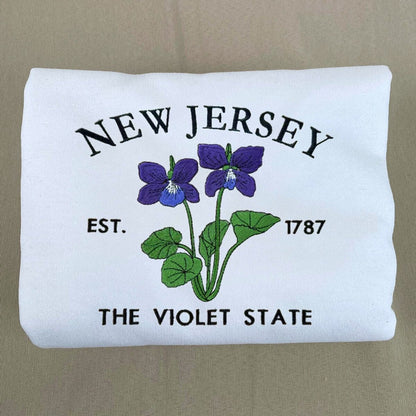 NEW JERSEY
EST. 1787
THE VIOLET STATE